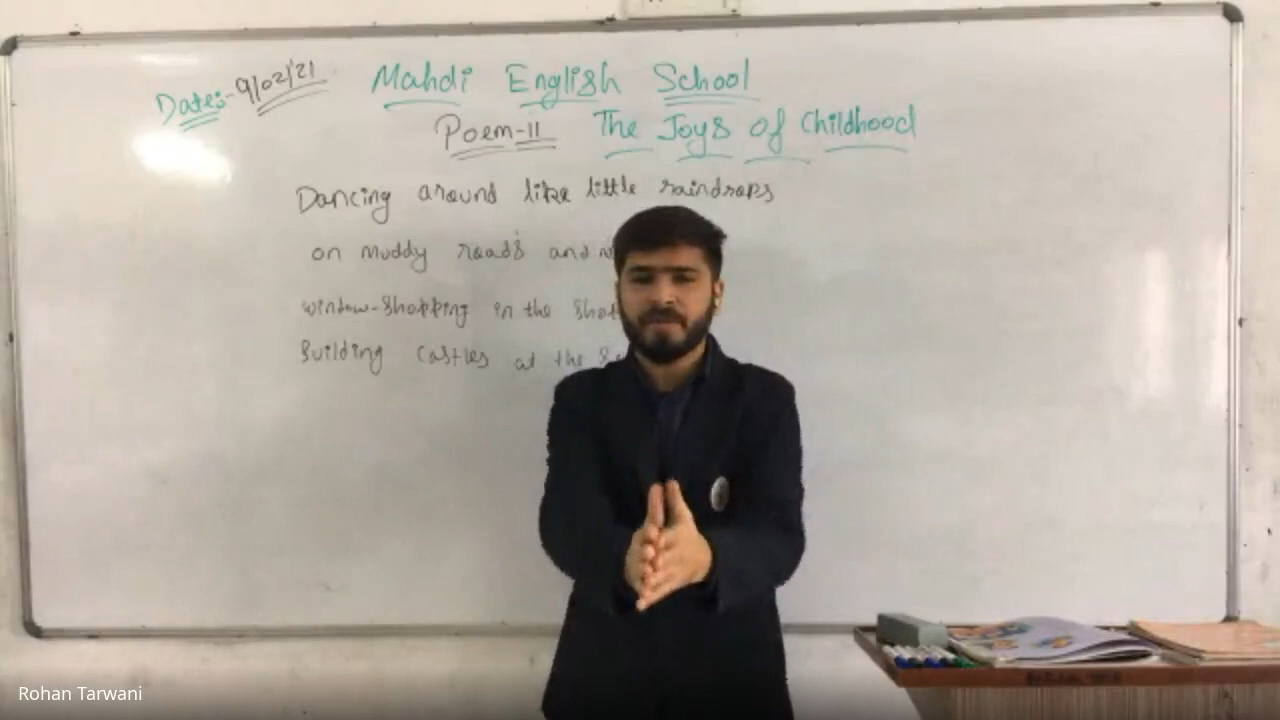 Date:- 9/02/21
Mahdi English School
Poem-11 The Joys of Childhood
Dancing around like little raindrops
on muddy roads and
window-shopping in the
Building castles at the
Rohan Tarwani